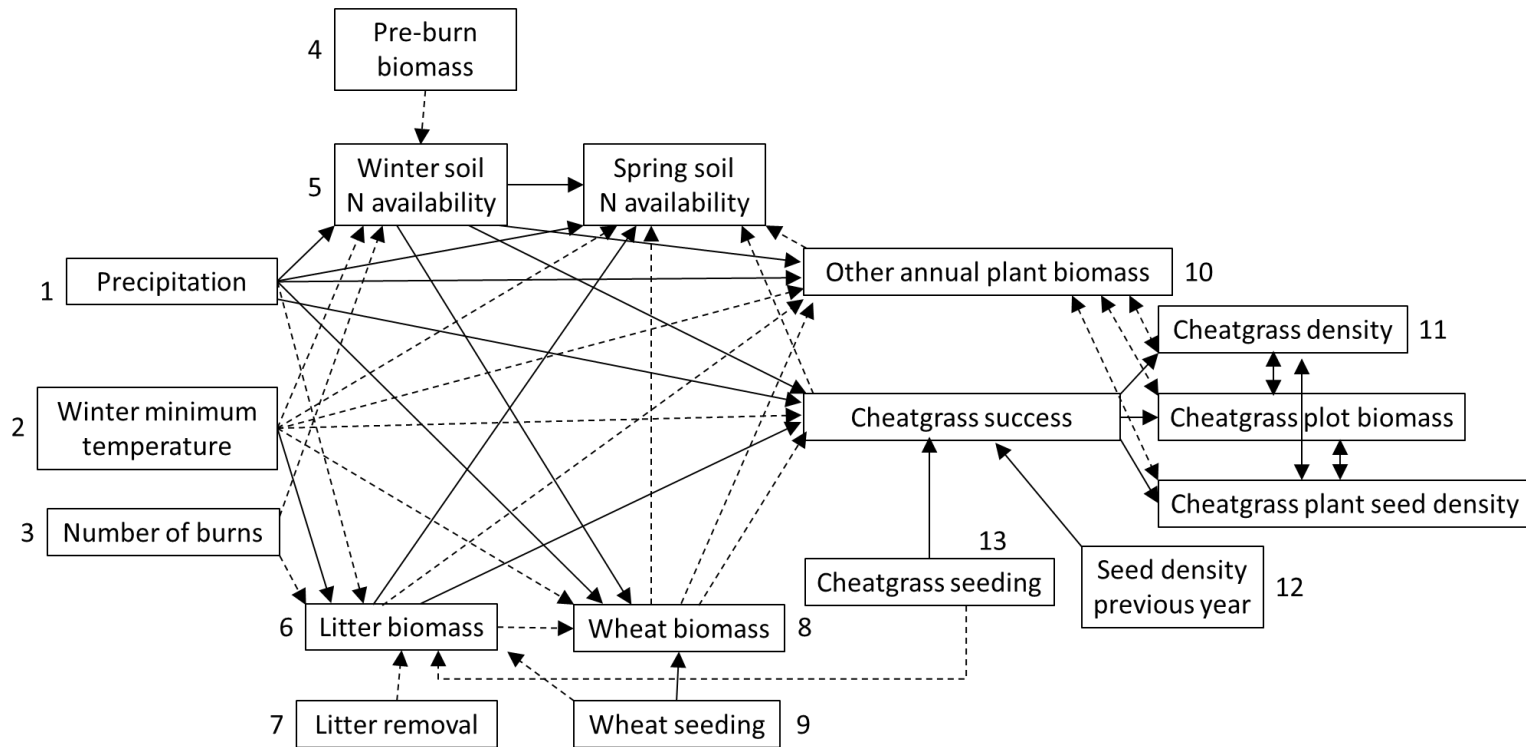 4
Pre-burn
biomass
5
Winter soil
N availability
Spring soil
N availability
1
Precipitation
Other annual plant biomass
10
Cheatgrass density
11
2
Winter minimum
temperature
Cheatgrass success
Cheatgrass plot biomass
Cheatgrass plant seed density
3
Number of burns
13
Cheatgrass seeding
Seed density
previous year
12
6
Litter biomass
Wheat biomass
8
7
Litter removal
Wheat seeding
9